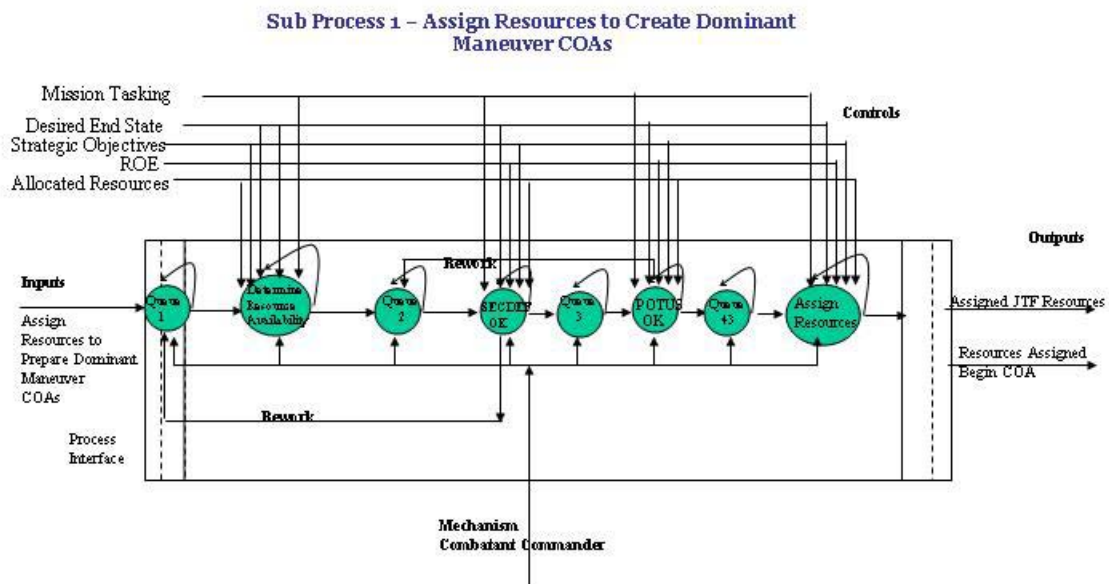 Sub Process 1 – Assign Resources to Create Dominant
Maneuver COAs
Mission Tasking
Desired End State
Strategic Objectives
ROE
Allocated Resources
Controls
Outputs
Inputs
Rework
Queue
1
Determine
Resource
Availability
Queue
2
SECDEF
OK
Queue
3
POTUS
OK
Queue
43
Assign
Resources
Assign
Resources to
Prepare Dominant
Maneuver
COAs
Assigned JTF Resources
Resources Assigned
Begin COA
Rework
Process
Interface
Mechanism
Combatant Commander